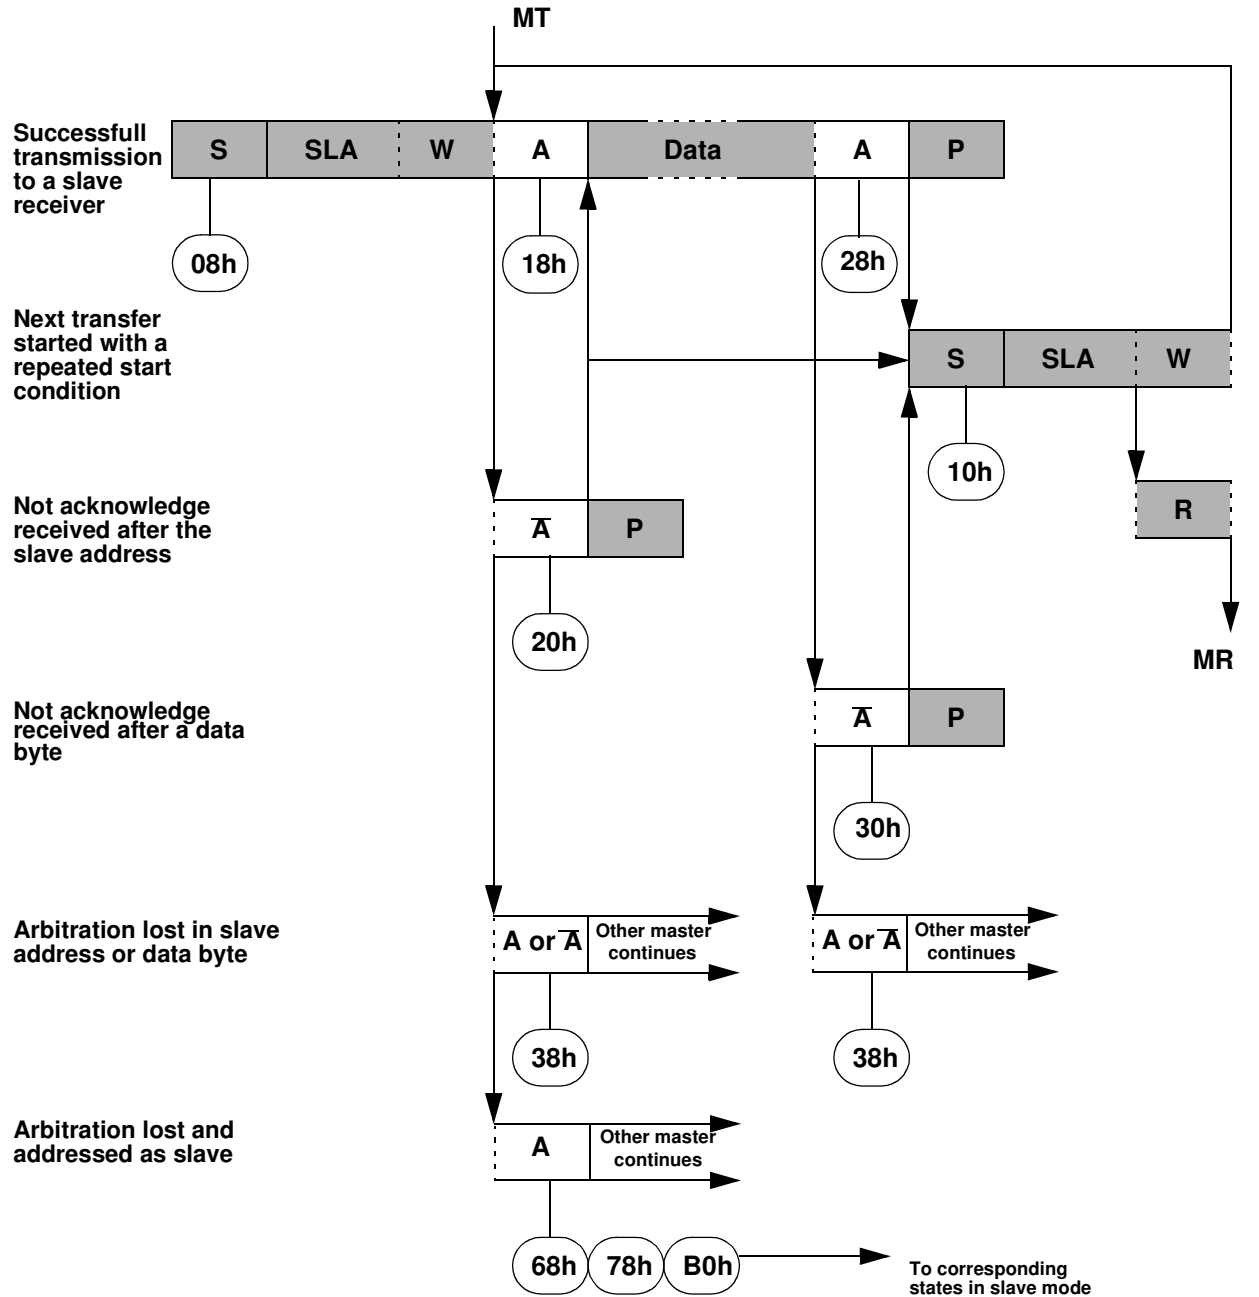 MT
Successfull
transmission
to a slave
receiver
S SLA W A Data A P
08h 18h 28h
Next transfer
started with a
repeated start
condition
S SLA W
10h
Not acknowledge
received after the
slave address
A̅ P
R
20h
MR
Not acknowledge
received after a data
byte
A̅ P
30h
Arbitration lost in slave
address or data byte
A or A̅ Other master
continues
A or A̅ Other master
continues
38h 38h
Arbitration lost and
addressed as slave
A Other master
continues
68h 78h B0h
To corresponding
states in slave mode